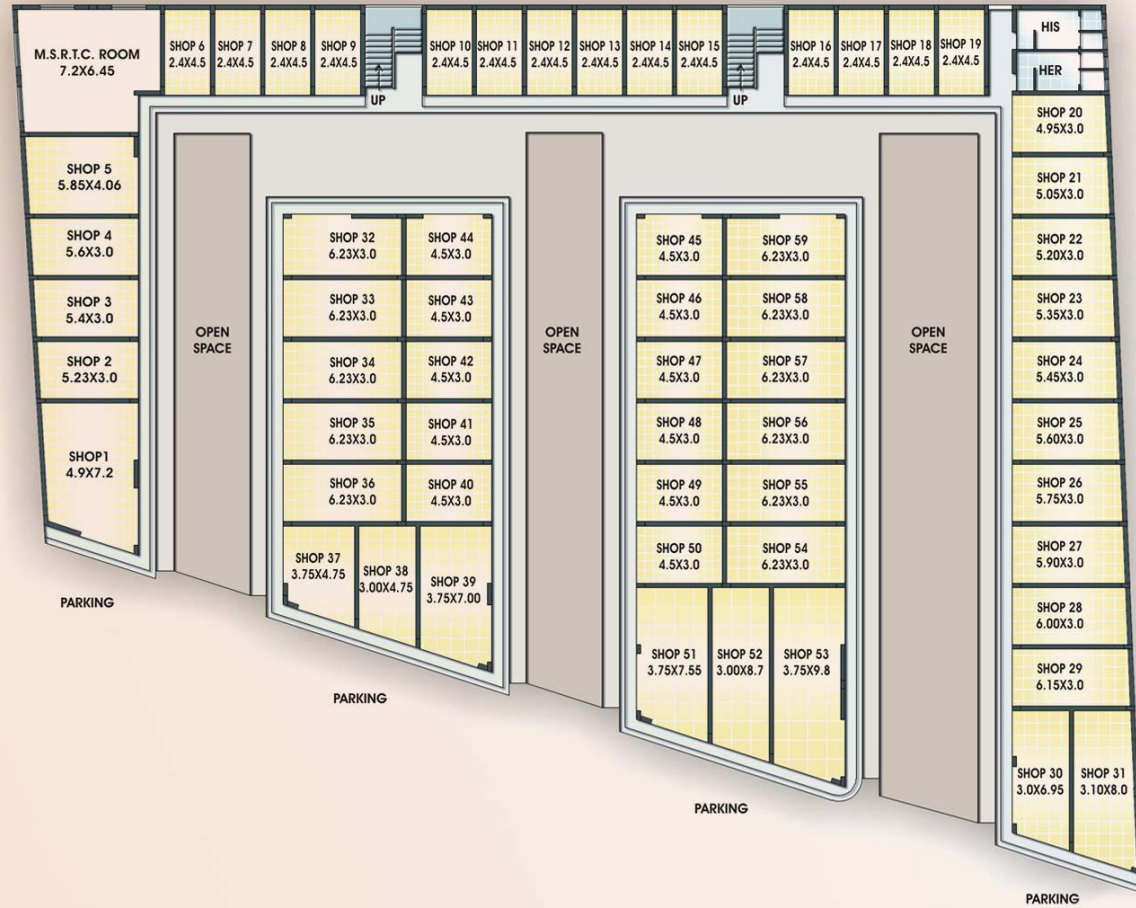 M.S.R.T.C. ROOM
7.2X6.45
SHOP 6
2.4X4.5
SHOP 7
2.4X4.5
SHOP 8
2.4X4.5
SHOP 9
2.4X4.5
UP
SHOP 10
2.4X4.5
SHOP 11
2.4X4.5
SHOP 12
2.4X4.5
SHOP 13
2.4X4.5
SHOP 14
2.4X4.5
SHOP 15
2.4X4.5
UP
SHOP 16
2.4X4.5
SHOP 17
2.4X4.5
SHOP 18
2.4X4.5
SHOP 19
2.4X4.5
HIS
HER
SHOP 5
5.85X4.06
SHOP 4
5.6X3.0
SHOP 3
5.4X3.0
SHOP 2
5.23X3.0
SHOP1
4.9X7.2
PARKING
OPEN
SPACE
SHOP 32
6.23X3.0
SHOP 44
4.5X3.0
SHOP 33
6.23X3.0
SHOP 43
4.5X3.0
SHOP 34
6.23X3.0
SHOP 42
4.5X3.0
SHOP 35
6.23X3.0
SHOP 41
4.5X3.0
SHOP 36
6.23X3.0
SHOP 40
4.5X3.0
SHOP 37
3.75X4.75
SHOP 38
3.00X4.75
SHOP 39
3.75X7.00
PARKING
OPEN
SPACE
SHOP 45
4.5X3.0
SHOP 59
6.23X3.0
SHOP 46
4.5X3.0
SHOP 58
6.23X3.0
SHOP 47
4.5X3.0
SHOP 57
6.23X3.0
SHOP 48
4.5X3.0
SHOP 56
6.23X3.0
SHOP 49
4.5X3.0
SHOP 55
6.23X3.0
SHOP 50
4.5X3.0
SHOP 54
6.23X3.0
SHOP 51
3.75X7.55
SHOP 52
3.00X8.7
SHOP 53
3.75X9.8
PARKING
OPEN
SPACE
SHOP 20
4.95X3.0
SHOP 21
5.05X3.0
SHOP 22
5.20X3.0
SHOP 23
5.35X3.0
SHOP 24
5.45X3.0
SHOP 25
5.60X3.0
SHOP 26
5.75X3.0
SHOP 27
5.90X3.0
SHOP 28
6.00X3.0
SHOP 29
6.15X3.0
SHOP 30
3.0X6.95
SHOP 31
3.10X8.0
PARKING